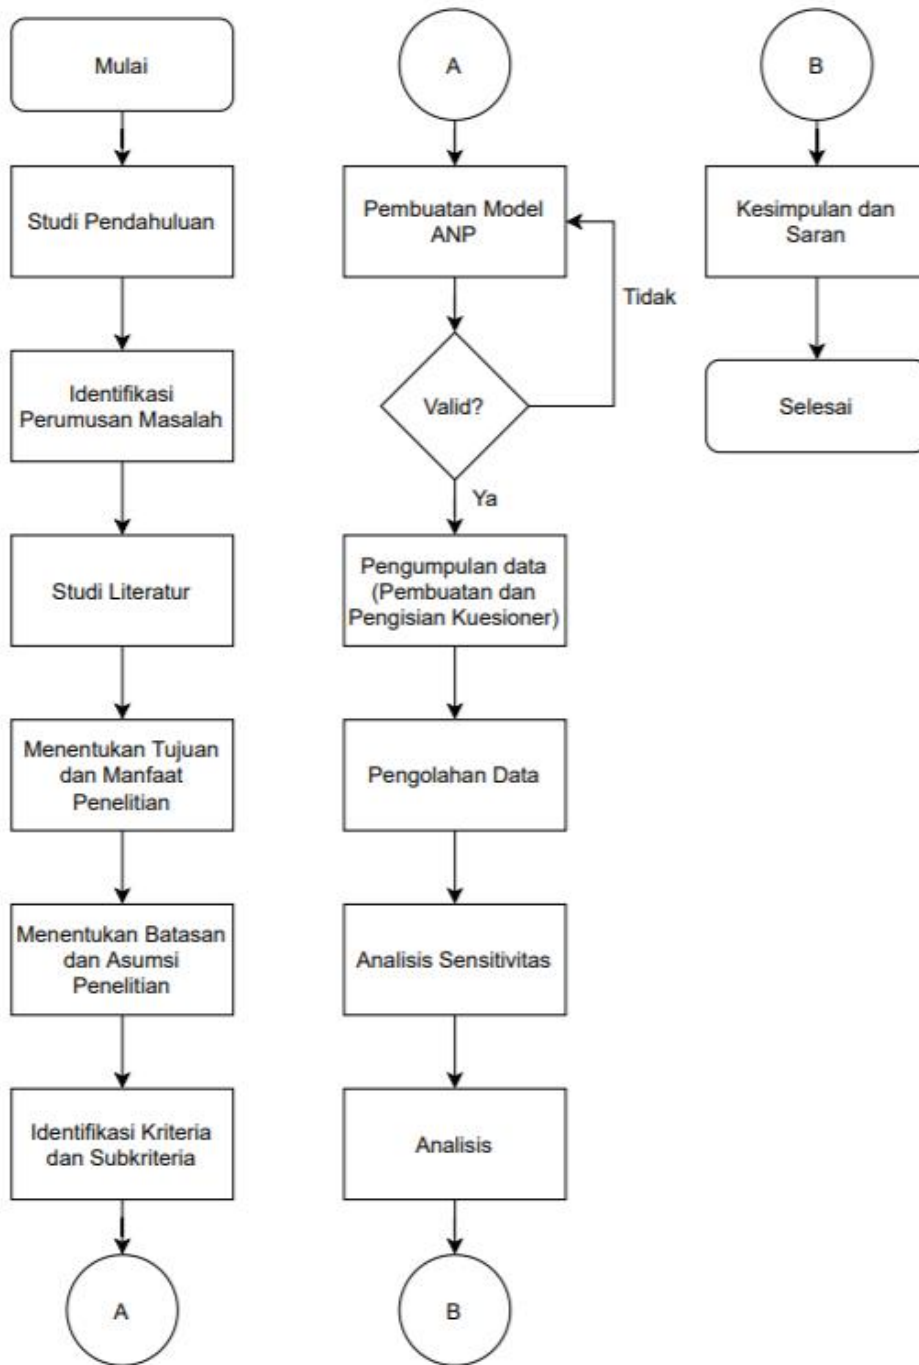 Mulai
Studi Pendahuluan
Identifikasi
Perumusan Masalah
Studi Literatur
Menentukan Tujuan
dan Manfaat
Penelitian
Menentukan Batasan
dan Asumsi
Penelitian
Identifikasi Kriteria
dan Subkriteria
A
A
Pembuatan Model
ANP
Tidak
Valid?
Ya
Pengumpulan data
(Pembuatan dan
Pengisian Kuesioner)
Pengolahan Data
Analisis Sensitivitas
Analisis
B
B
Kesimpulan dan
Saran
Selesai